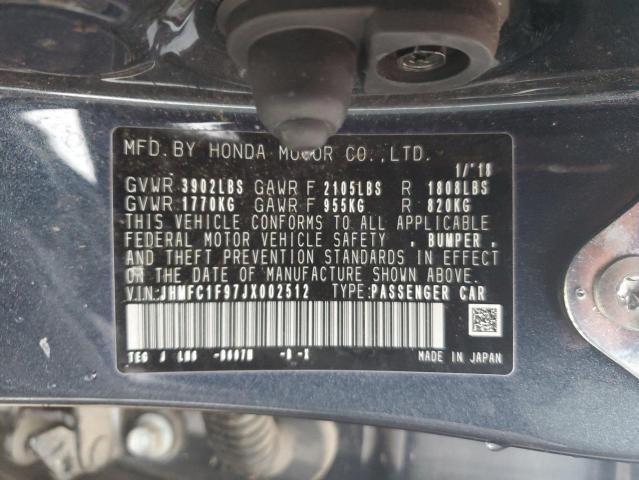 MFD. BY HONDA MOTOR CO.,LTD.
1/'18
GVWR 3902LBS GAWR F 2105LBS R 1808LBS
GVWR 1770KG GAWR F 955KG R 820KG
THIS VEHICLE CONFORMS TO ALL APPLICABLE
FEDERAL MOTOR VEHICLE SAFETY , BUMPER ,
AND THEFT PREVENTION STANDARDS IN EFFECT
ON THE DATE OF MANUFACTURE SHOWN ABOVE.
VIN:JHMFC1F97JX002512 TYPE:PASSENGER CAR
TEG J
MADE IN JAPAN